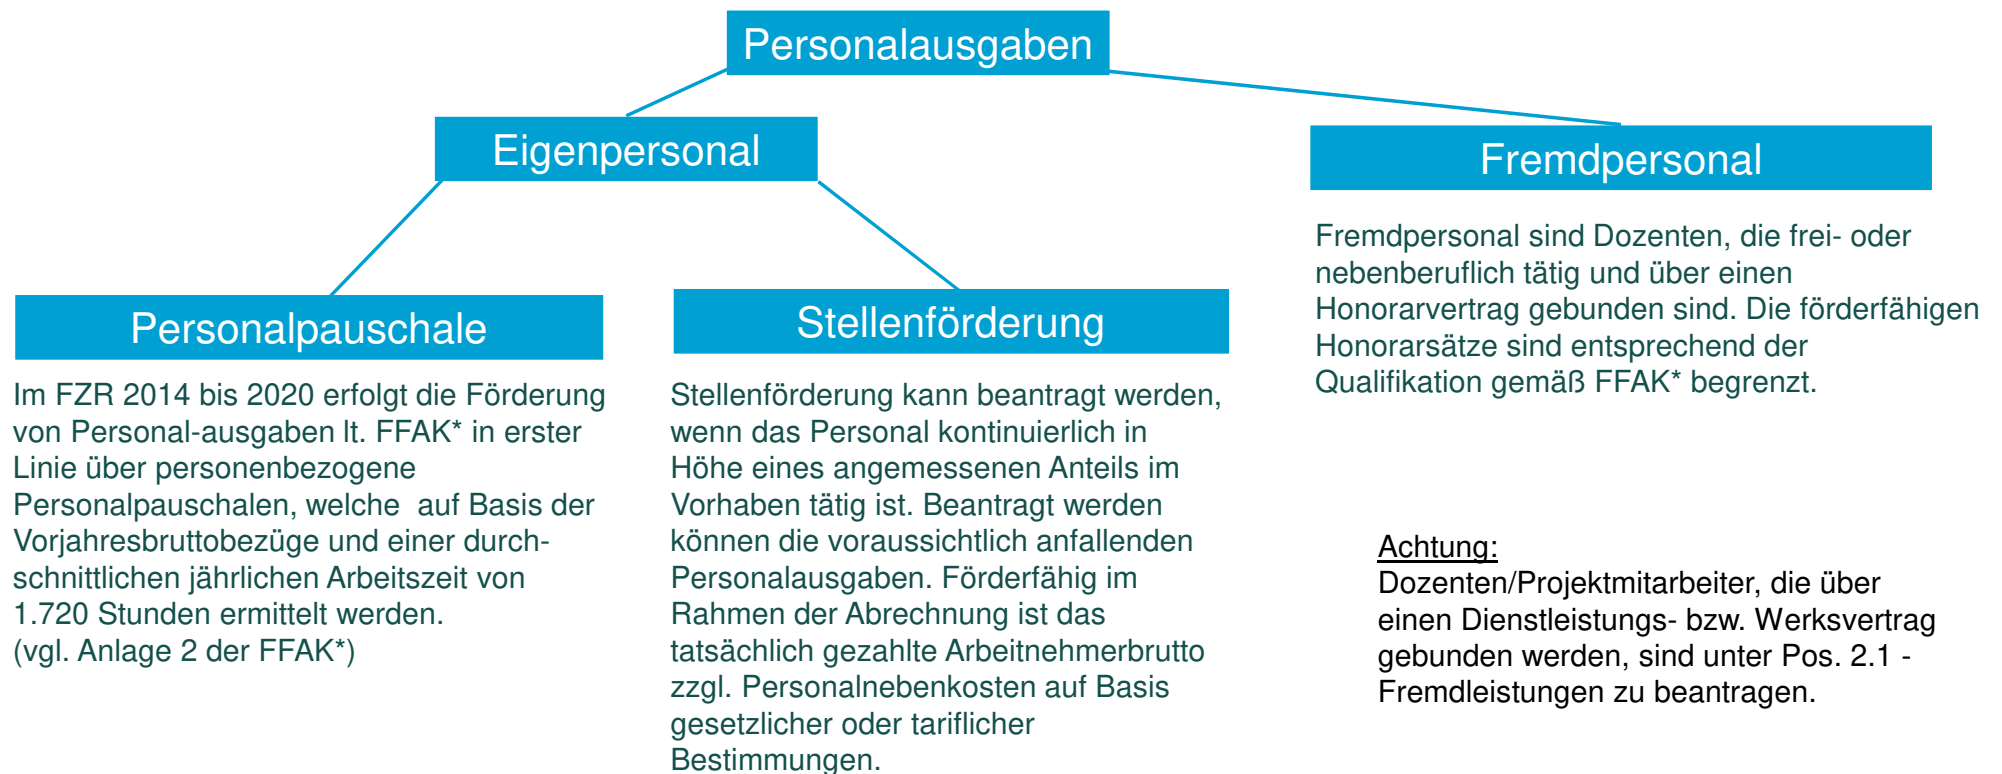 Personalausgaben
Eigenpersonal
Fremdpersonal
Personalpauschale
Im FZR 2014 bis 2020 erfolgt die Förderung
von Personal-ausgaben lt. FFAK* in erster
Linie über personenbezogene
Personalpauschalen, welche auf Basis der
Vorjahresbruttobezüge und einer durch-
schnittlichen jährlichen Arbeitszeit von
1.720 Stunden ermittelt werden.
(vgl. Anlage 2 der FFAK*)
Stellenförderung
Stellenförderung kann beantragt werden,
wenn das Personal kontinuierlich in
Höhe eines angemessenen Anteils im
Vorhaben tätig ist. Beantragt werden
können die voraussichtlich anfallenden
Personalausgaben. Förderfähig im
Rahmen der Abrechnung ist das
tatsächlich gezahlte Arbeitnehmerbrutto
zzgl. Personalnebenkosten auf Basis
gesetzlicher oder tariflicher
Bestimmungen.
Fremdpersonal sind Dozenten, die frei- oder
nebenberuflich tätig und über einen
Honorarvertrag gebunden sind. Die förderfähigen
Honorarsätze sind entsprechend der
Qualifikation gemäß FFAK* begrenzt.
Achtung:
Dozenten/Projektmitarbeiter, die über
einen Dienstleistungs- bzw. Werksvertrag
gebunden werden, sind unter Pos. 2.1 -
Fremdleistungen zu beantragen.